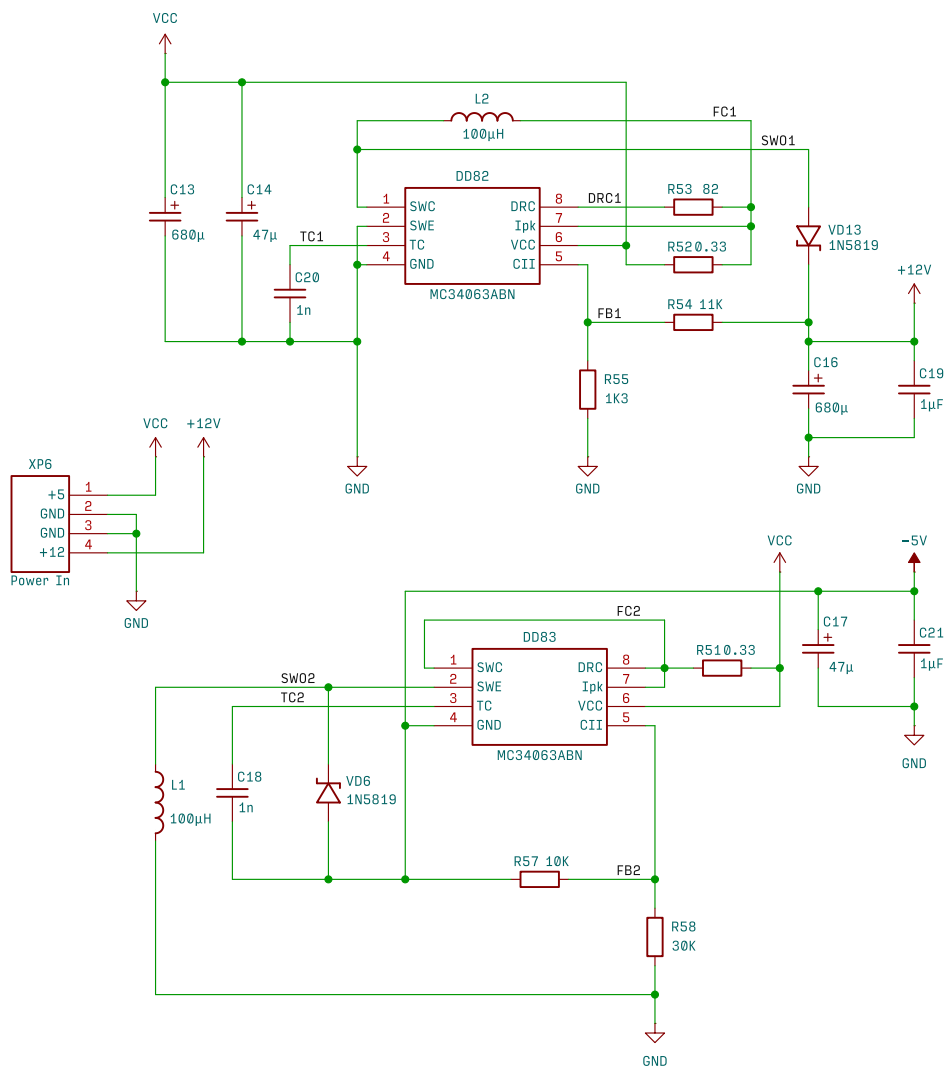 VCC
L2
100µH
FC1
SWO1
C13
680µ
C14
47µ
DD82
1 SWC DRC 8 DRC1 R53 82
2 SWE Ipk 7
TC1 3 TC VCC 6 R52 0.33
4 GND CII 5
MC34063ABN
C20
1n
VD13
1N5819
+12V
FB1 R54 11K
R55
1K3
C16
680µ
C19
1µF
GND GND GND
VCC +12V
XP6
+5 1
GND 2
GND 3
+12 4
Power In
GND
VCC -5V
FC2
DD83
1 SWC DRC 8 R51 0.33
SWO2 2 SWE Ipk 7
TC2 3 TC VCC 6
4 GND CII 5
MC34063ABN
C17
47µ
C21
1µF
GND
L1
100µH
C18
1n
VD6
1N5819
R57 10K FB2
R58
30K
GND